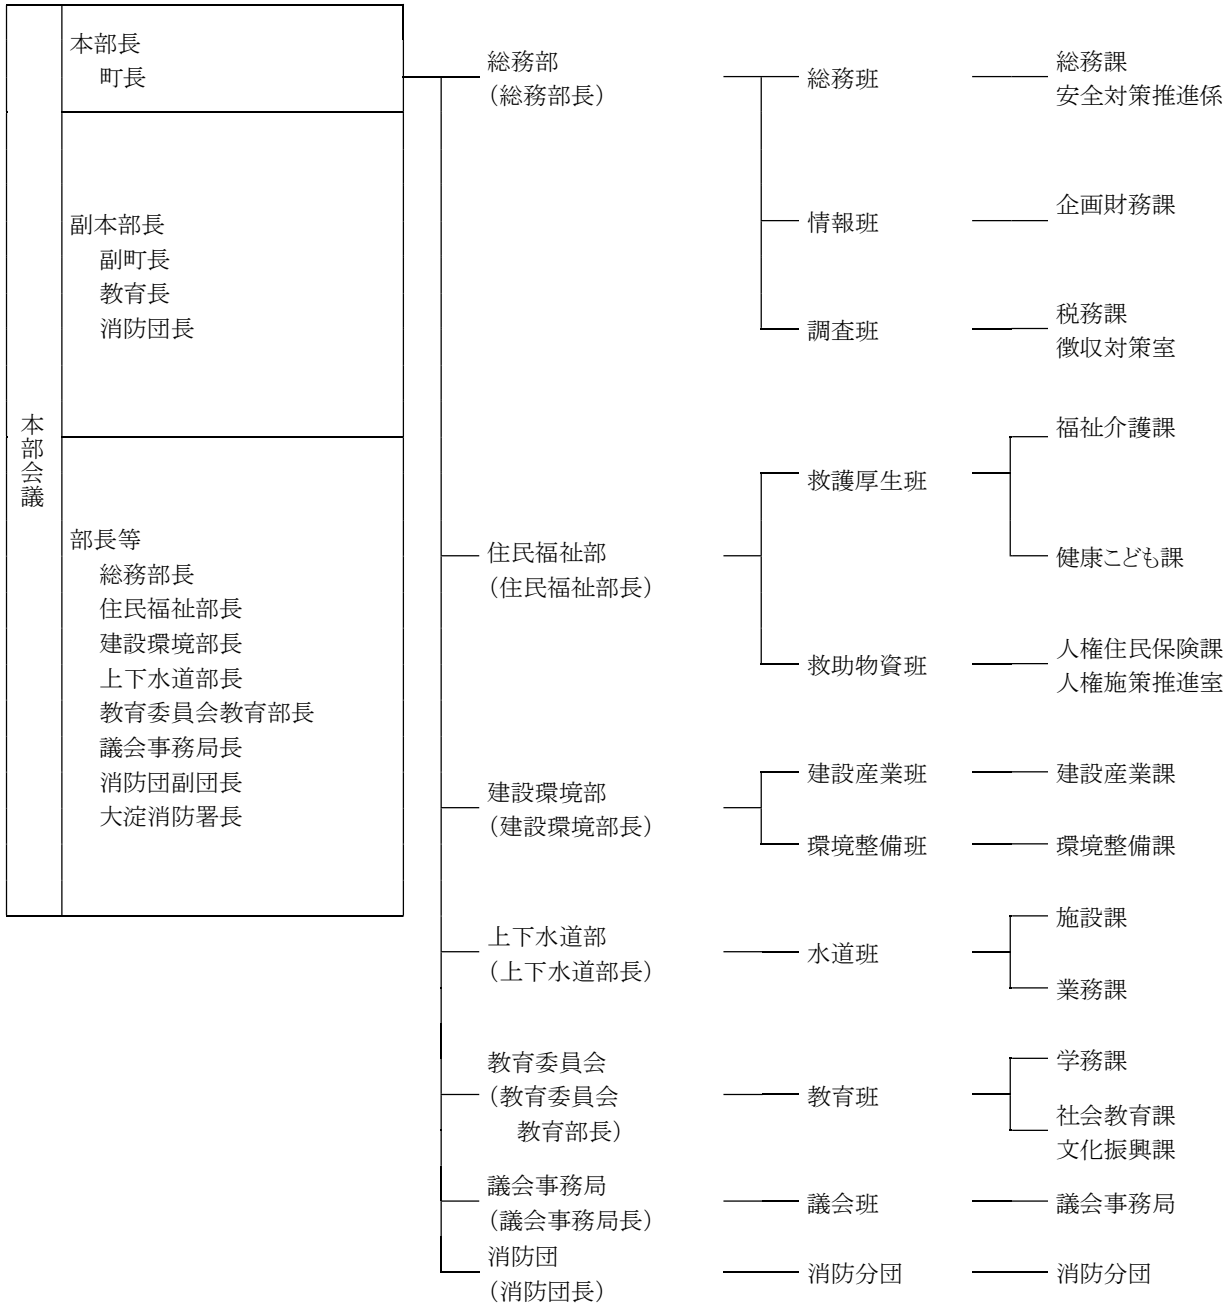 本部会議
本部長
町長
副本部長
副町長
教育長
消防団長
部長等
総務部長
住民福祉部長
建設環境部長
上下水道部長
教育委員会教育部長
議会事務局長
消防団副団長
大淀消防署長
総務部
（総務部長）
総務班
総務課
安全対策推進係
情報班
企画財務課
調査班
税務課
徴収対策室
住民福祉部
（住民福祉部長）
救護厚生班
福祉介護課
健康こども課
救助物資班
人権住民保険課
人権施策推進室
建設環境部
（建設環境部長）
建設産業班
建設産業課
環境整備班
環境整備課
上下水道部
（上下水道部長）
水道班
施設課
業務課
教育委員会
（教育委員会
教育部長）
教育班
学務課
社会教育課
文化振興課
議会事務局
（議会事務局長）
議会班
議会事務局
消防団
（消防団長）
消防分団
消防分団